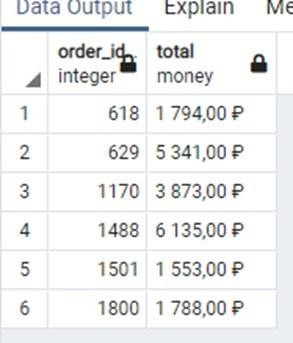 Data Output Explain Me
order_id total
integer money
1 618 1 794,00 ₽
2 629 5 341,00 ₽
3 1170 3 873,00 ₽
4 1488 6 135,00 ₽
5 1501 1 553,00 ₽
6 1800 1 788,00 ₽